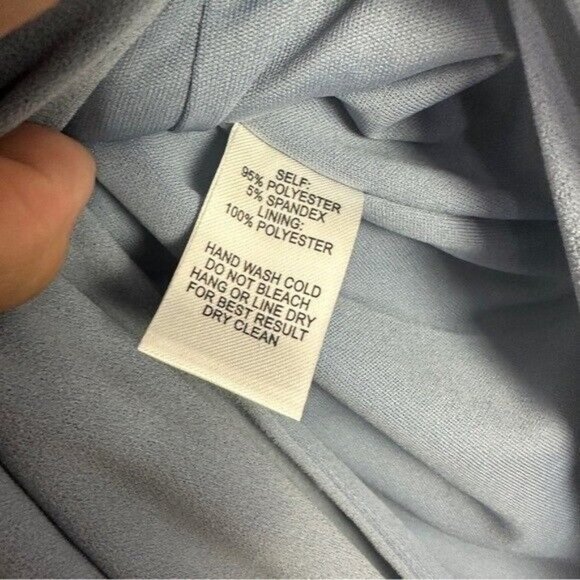 SELF:
95% POLYESTER
5% SPANDEX
LINING:
100% POLYESTER
HAND WASH COLD
DO NOT BLEACH
HANG OR LINE DRY
FOR BEST RESULT
DRY CLEAN